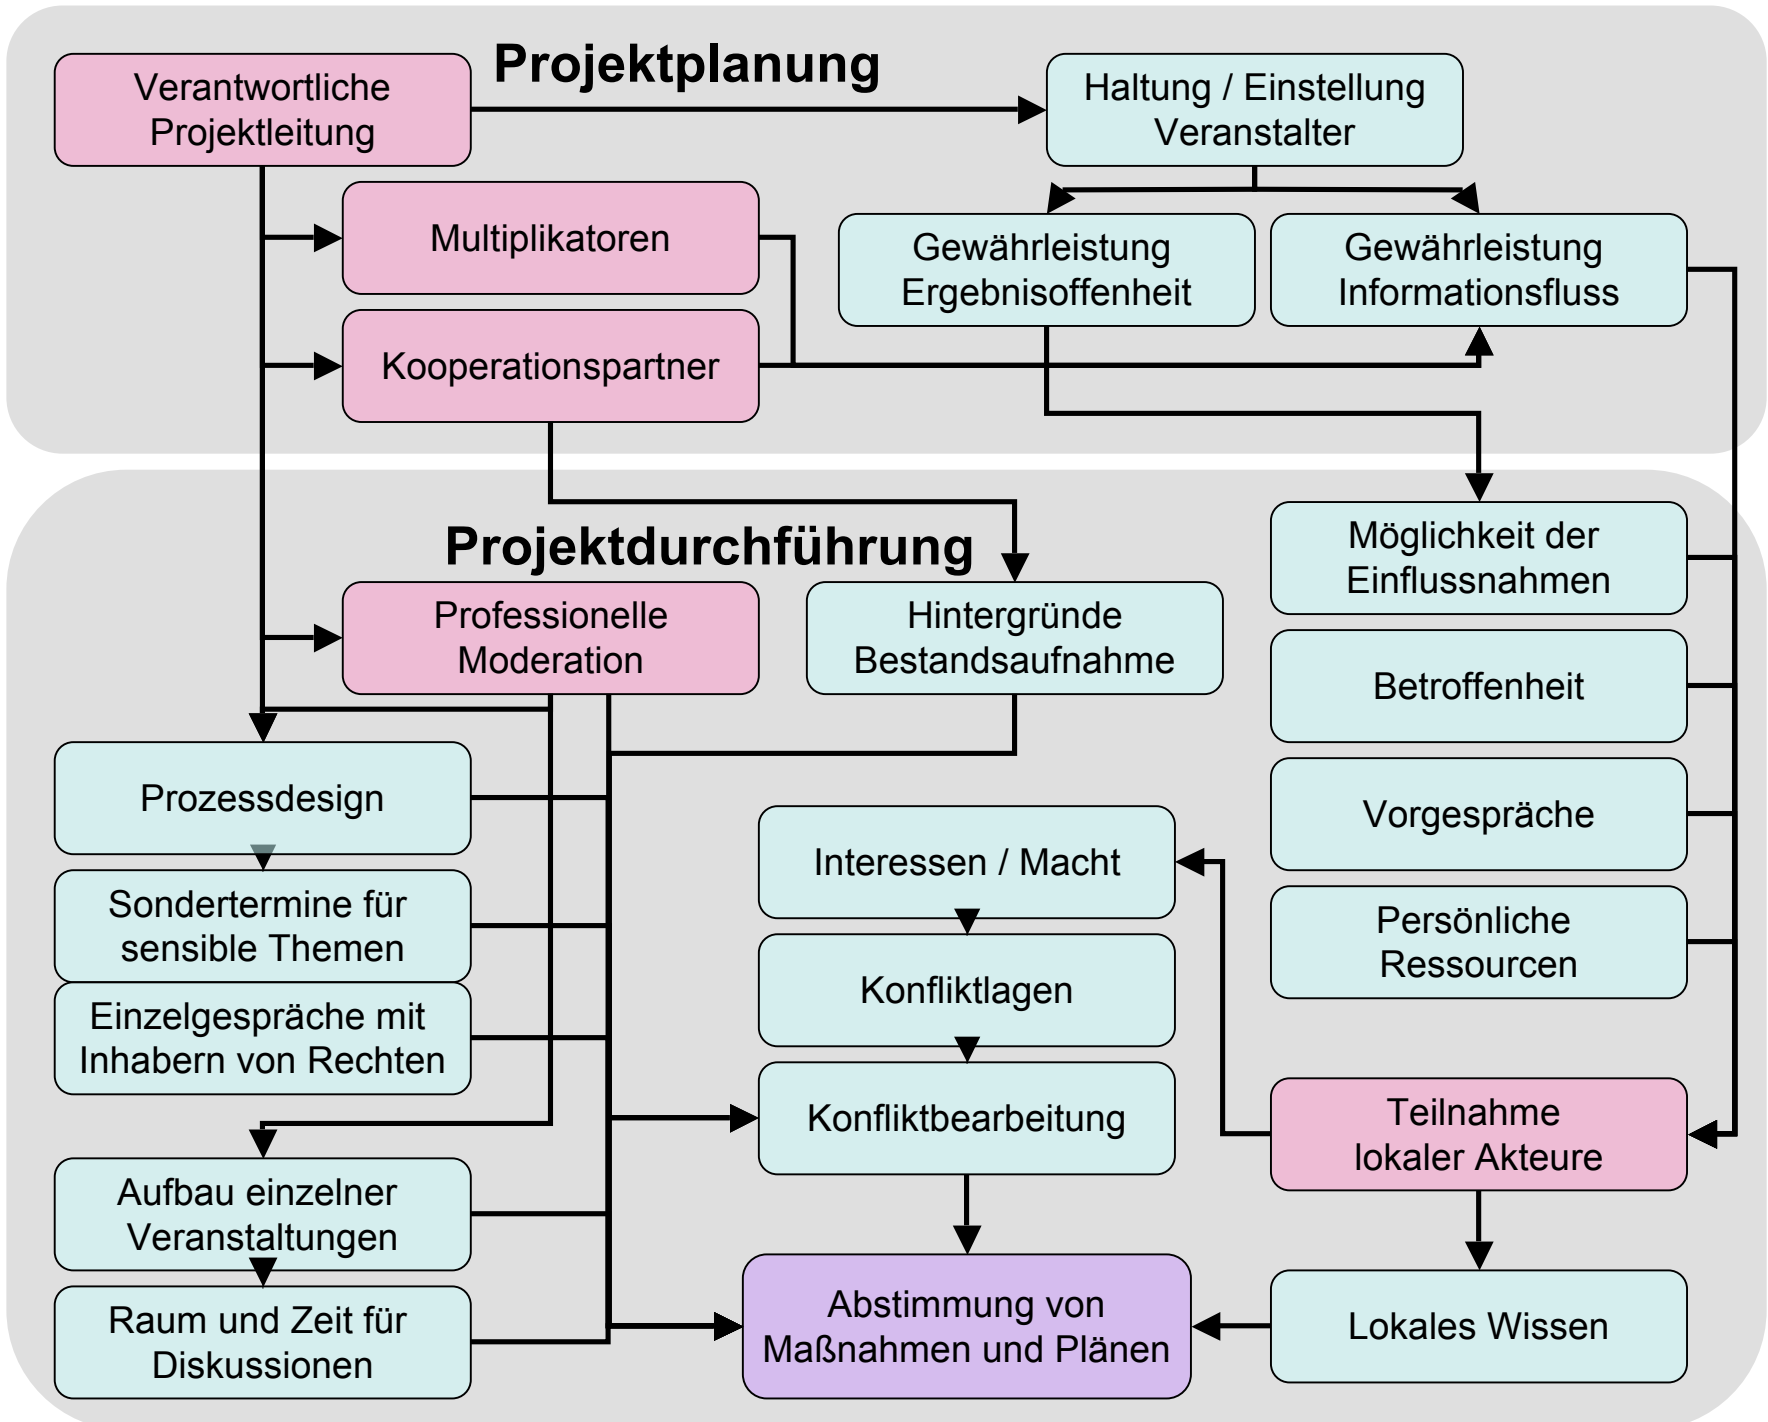 Projektplanung
Verantwortliche
Projektleitung
Haltung / Einstellung
Veranstalter
Multiplikatoren
Gewährleistung
Ergebnisoffenheit
Gewährleistung
Informationsfluss
Kooperationspartner
Projektdurchführung
Möglichkeit der
Einflussnahmen
Professionelle
Moderation
Hintergründe
Bestandsaufnahme
Betroffenheit
Prozessdesign
Vorgespräche
Interessen / Macht
Sondertermine für
sensible Themen
Persönliche
Ressourcen
Konfliktlagen
Einzelgespräche mit
Inhabern von Rechten
Konfliktbearbeitung
Teilnahme
lokaler Akteure
Aufbau einzelner
Veranstaltungen
Abstimmung von
Maßnahmen und Plänen
Lokales Wissen
Raum und Zeit für
Diskussionen